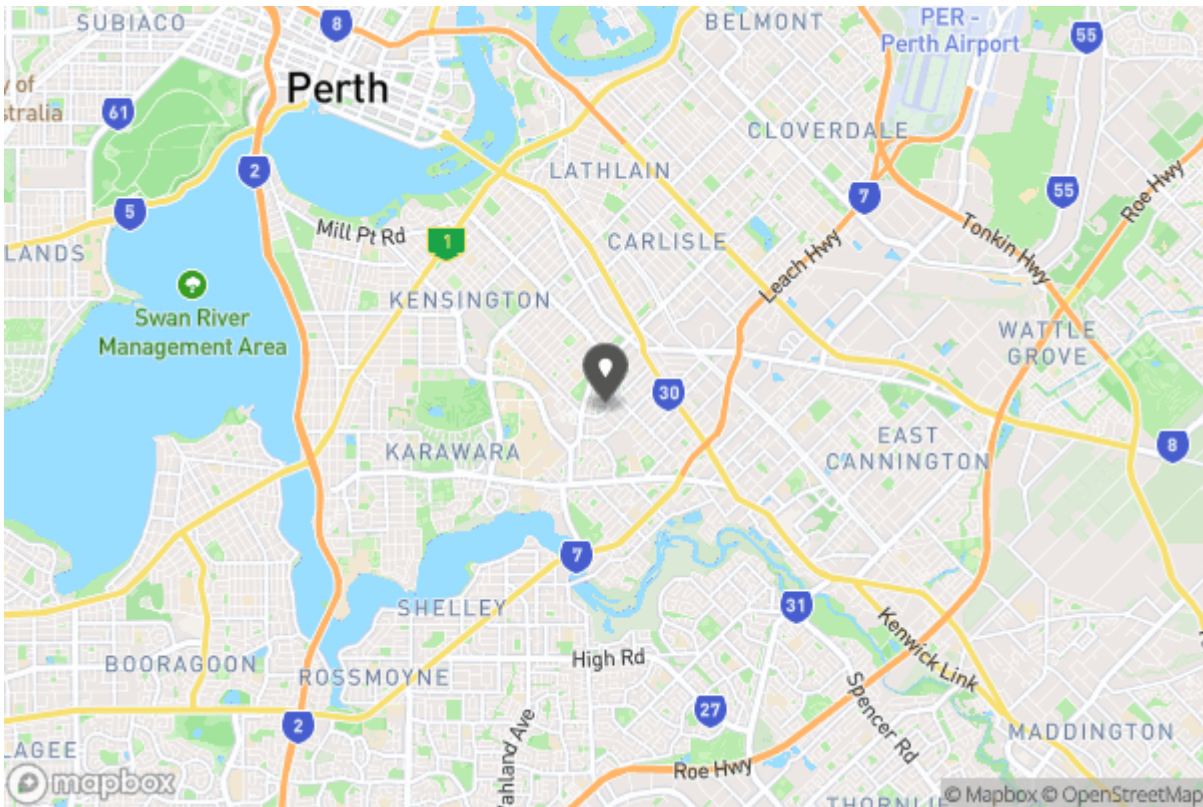 SUBIACO
8
BELMONT
PER -
Perth Airport
55
y of
stralia
61
Perth
CLOVERDALE
2
LATHLAIN
7
55
Roe Hwy
5
Mill Pt Rd
1
CARLISLE
Tonkin Hwy
LANDS
Leach Hwy
KENSINGTON
Swan River
Management Area
WATTLE
GROVE
30
KARAWARA
EAST
CANNINGTON
8
7
SHELLEY
31
Kenwick Link
BOORAGOON
ROSSMOYNE
High Rd
Spencer Rd
2
27
MADDINGTON
LAGEE
ahland Ave
Roe Hwy
mapbox
THORNLIE
© Mapbox © OpenStreetMap